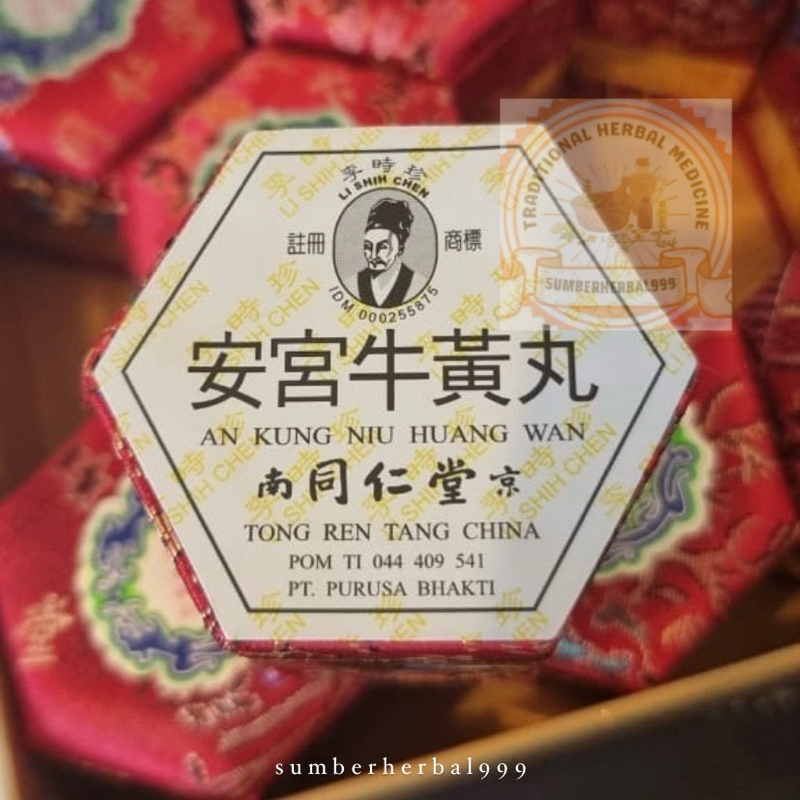 李時珍
LI SHIH CHEN
註冊 商標
IDM 000255875
安宮牛黃丸
AN KUNG NIU HUANG WAN
南同仁堂京
TONG REN TANG CHINA
POM TI 044 409 541
PT. PURUSA BHAKTI
TRADITIONAL HERBAL MEDICINE
SUMBERHERBAL999
sumberherbal999